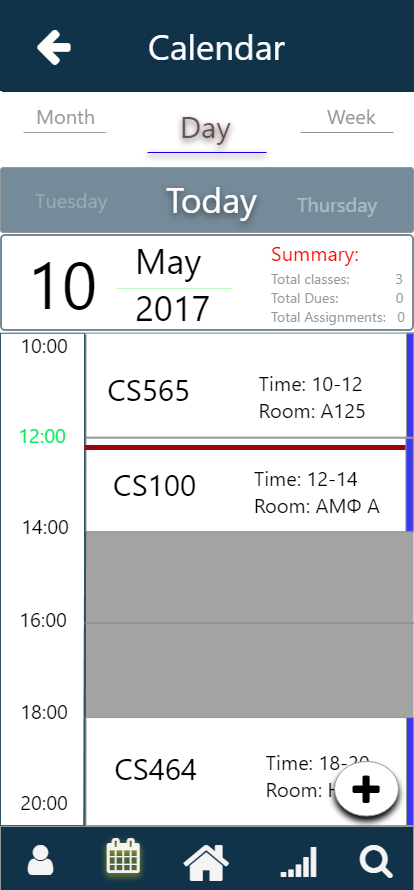 Calendar
Month
Day
Week
Tuesday
Today
Thursday
10
May
2017
Summary:
Total classes: 3
Total Dues: 0
Total Assignments: 0
10:00
CS565
Time: 10-12
Room: A125
12:00
CS100
Time: 12-14
Room: ΑΜΦ Α
14:00
16:00
18:00
CS464
Time: 18-20
Room:
20:00